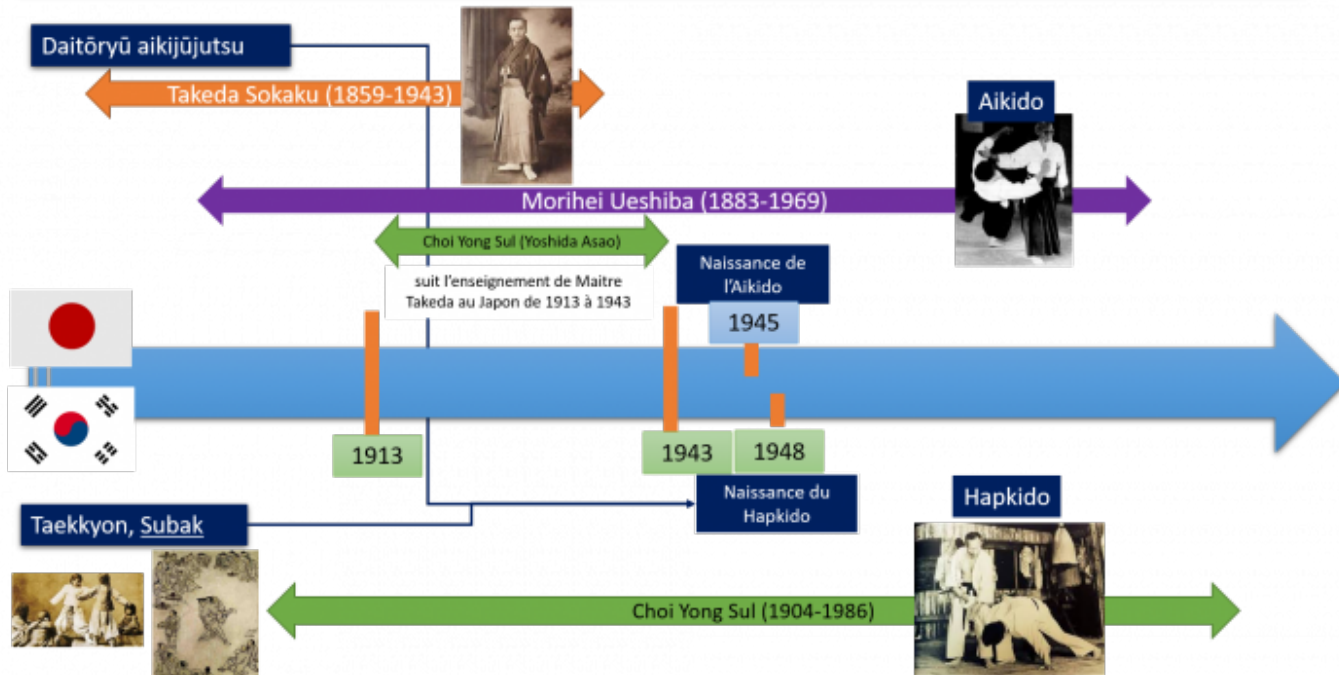 Daitōryū aikijūjutsu
Takeda Sokaku (1859-1943)
Aikido
Morihei Ueshiba (1883-1969)
Choi Yong Sul (Yoshida Asao)
suit l'enseignement de Maitre
Takeda au Japon de 1913 à 1943
Naissance de
l'Aikido
1945
1913
1943
1948
Naissance du
Hapkido
Hapkido
Taekkyon, Subak
Choi Yong Sul (1904-1986)